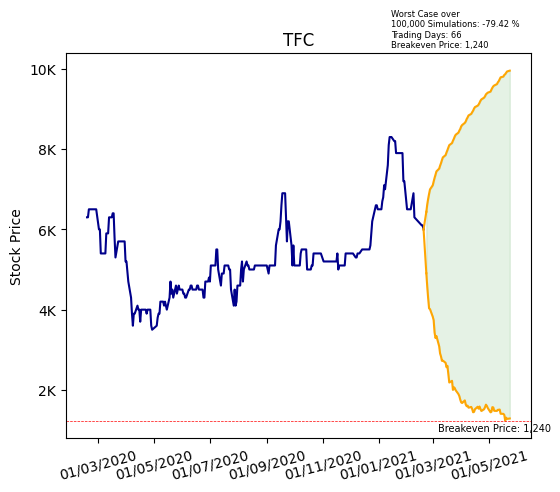 Worst Case over
100,000 Simulations: -79.42 %
Trading Days: 66
Breakeven Price: 1,240
TFC
Stock Price
10K
8K
6K
4K
2K
Breakeven Price: 1,240
01/03/2020 01/05/2020 01/07/2020 01/09/2020 01/11/2020 01/01/2021 01/03/2021 01/05/2021